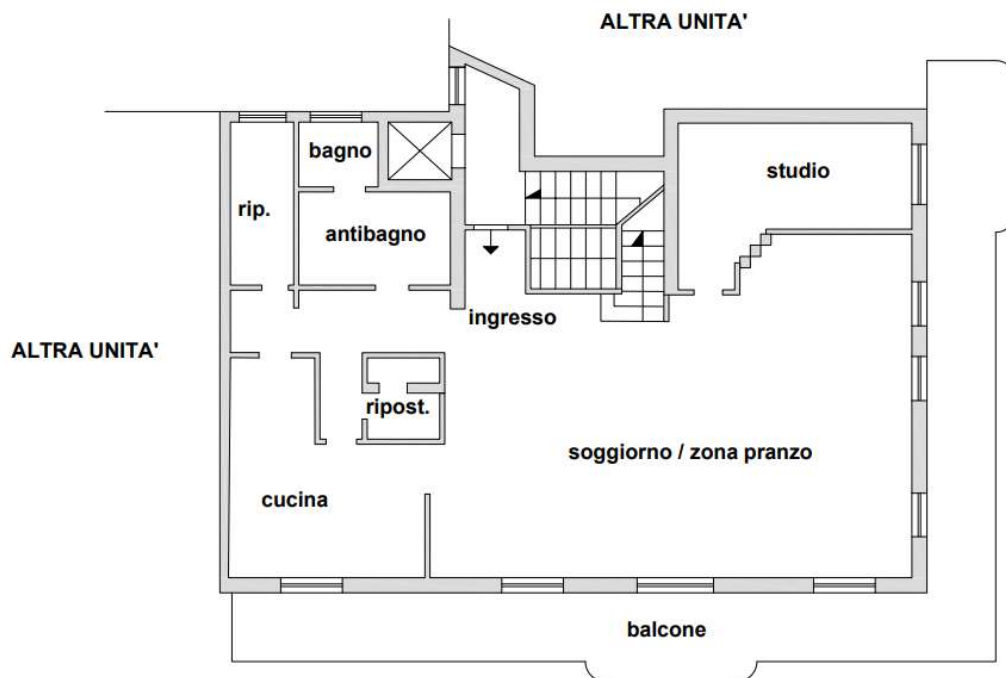 ALTRA UNITA'
bagno
studio
rip.
antibagno
ingresso
ALTRA UNITA'
ripost.
soggiorno / zona pranzo
cucina
balcone